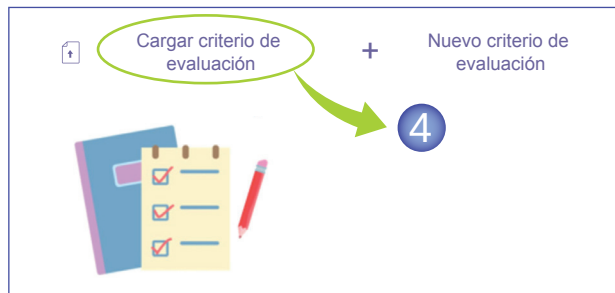 Cargar criterio de
evaluación
+
Nuevo criterio de
evaluación
4